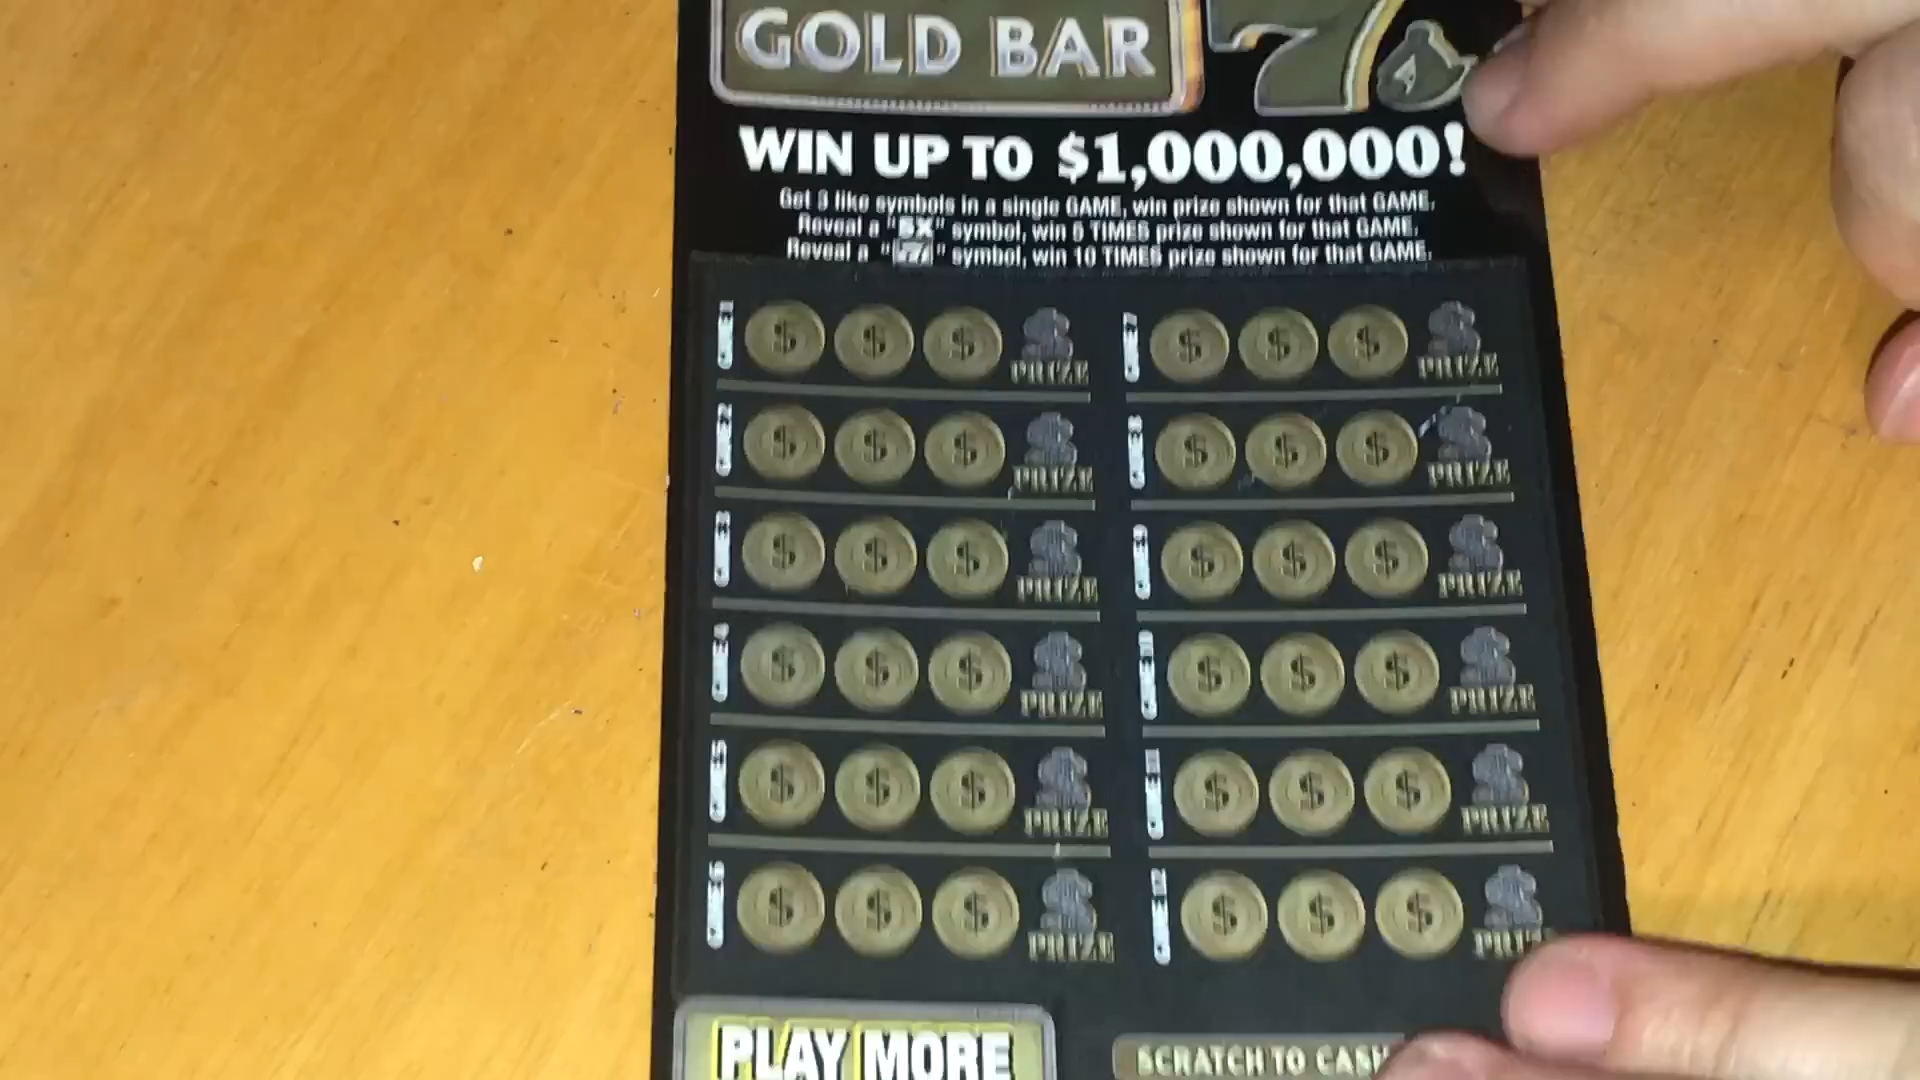 GOLD BAR
7
WIN UP TO $1,000,000!
Get 3 like symbols in a single GAME, win prize shown for that GAME.
Reveal a "5X" symbol, win 5 TIMES prize shown for that GAME.
Reveal a "7" symbol, win 10 TIMES prize shown for that GAME.
$ $ $ $ PRIZE $ $ $ $ PRIZE
$ $ $ $ PRIZE $ $ $ $ PRIZE
$ $ $ $ PRIZE $ $ $ $ PRIZE
$ $ $ $ PRIZE $ $ $ $ PRIZE
$ $ $ $ PRIZE $ $ $ $ PRIZE
$ $ $ $ PRIZE $ $ $ $
PLAY MORE
SCRATCH TO CASH